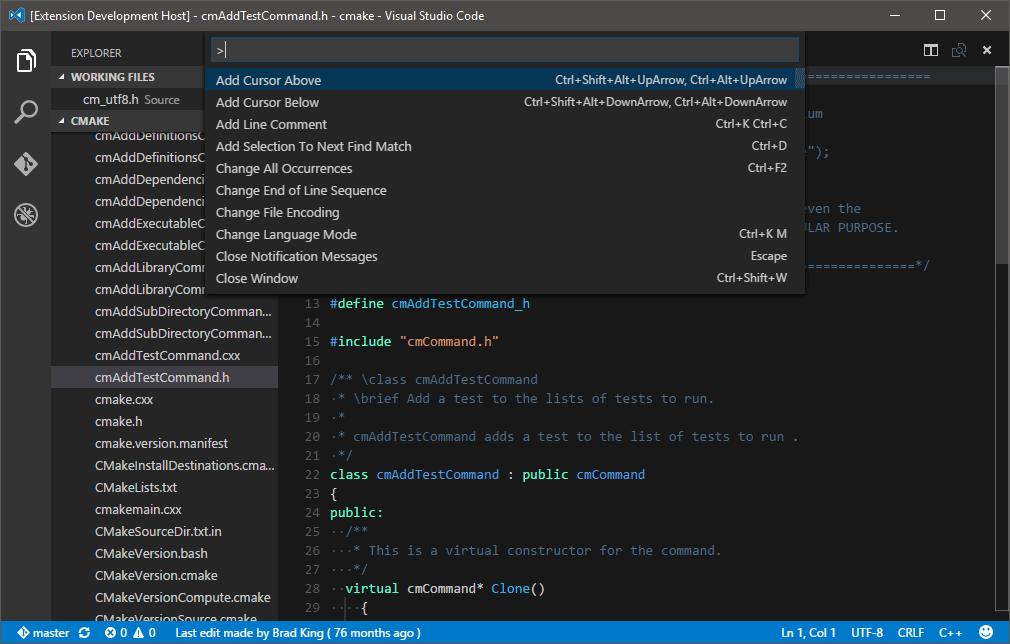 [Extension Development Host] - cmAddTestCommand.h - cmake - Visual Studio Code
EXPLORER
WORKING FILES
cm_utf8.h Source
CMAKE
cmAddDefinitionsC
cmAddDefinitionsC
cmAddDependenci
cmAddDependenci
cmAddExecutableC
cmAddExecutableC
cmAddLibraryComm
cmAddLibraryComm
cmAddSubDirectoryComman...
cmAddSubDirectoryComman...
cmAddTestCommand.cxx
cmAddTestCommand.h
cmake.cxx
cmake.h
cmake.version.manifest
CMakeInstallDestinations.cma...
CMakeLists.txt
cmakemain.cxx
CMakeSourceDir.txt.in
CMakeVersion.bash
CMakeVersion.cmake
CMakeVersionCompute.cmake
CMakeVersionSource.cmake
>
Add Cursor Above Ctrl+Shift+Alt+UpArrow, Ctrl+Alt+UpArrow
Add Cursor Below Ctrl+Shift+Alt+DownArrow, Ctrl+Alt+DownArrow
Add Line Comment Ctrl+K Ctrl+C
Add Selection To Next Find Match Ctrl+D
Change All Occurrences Ctrl+F2
Change End of Line Sequence
Change File Encoding
Change Language Mode Ctrl+K M
Close Notification Messages Escape
Close Window Ctrl+Shift+W
================
um
e");
ven the
LAR PURPOSE.
==============*/
13 #define cmAddTestCommand_h
14
15 #include "cmCommand.h"
16
17 /** \class cmAddTestCommand
18 ·* \brief Add a test to the lists of tests to run.
19 ·*
20 ·* cmAddTestCommand adds a test to the list of tests to run .
21 ·*/
22 class cmAddTestCommand : public cmCommand
23 {
24 public:
25 ··/**
26 ···* This is a virtual constructor for the command.
27 ···*/
28 ··virtual cmCommand* Clone()
29 ····{
master 0 0 Last edit made by Brad King ( 76 months ago ) Ln 1, Col 1 UTF-8 CRLF C++